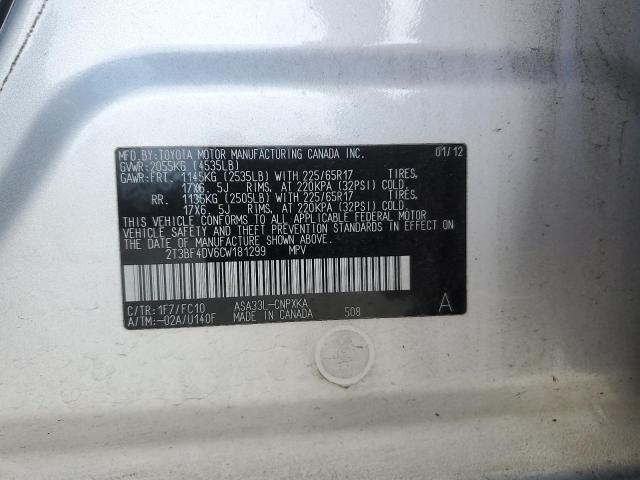 MFD.BY:TOYOTA MOTOR MANUFACTURING CANADA INC. 01/12
GVWR:2055KG (4535LB)
GAWR:FRT. 1145KG (2535LB) WITH 225/65R17 TIRES,
17X6. 5J RIMS, AT 220KPA (32PSI) COLD.
RR. 1135KG (2505LB) WITH 225/65R17 TIRES,
17X6. 5J RIMS, AT 220KPA (32PSI) COLD.
THIS VEHICLE CONFORMS TO ALL APPLICABLE FEDERAL MOTOR
VEHICLE SAFETY AND THEFT PREVENTION STANDARDS IN EFFECT ON
THE DATE OF MANUFACTURE SHOWN ABOVE.
2T3BF4DV6CW181299 MPV
C/TR:1F7/FC10 ASA33L-CNPXKA
A/TM:-02A/U140F MADE IN CANADA 508 A